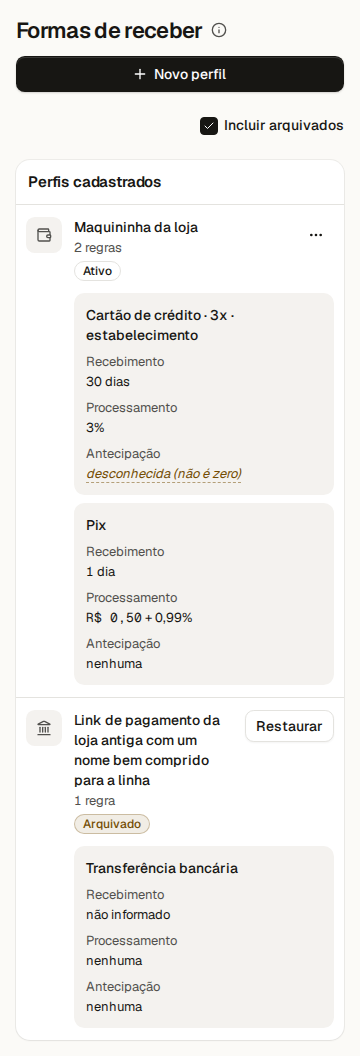 Formas de receber
+ Novo perfil
Incluir arquivados
Perfis cadastrados
Maquininha da loja
2 regras
Ativo
Cartão de crédito · 3x ·
estabelecimento
Recebimento
30 dias
Processamento
3%
Antecipação
desconhecida (não é zero)
Pix
Recebimento
1 dia
Processamento
R$ 0,50 + 0,99%
Antecipação
nenhuma
Link de pagamento da
loja antiga com um
nome bem comprido
para a linha
Restaurar
1 regra
Arquivado
Transferência bancária
Recebimento
não informado
Processamento
nenhuma
Antecipação
nenhuma